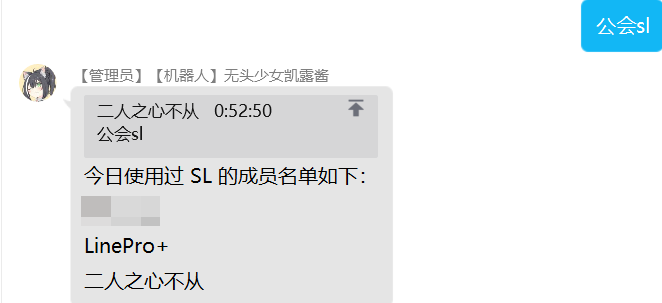 公会sl
【管理员】【机器人】无头少女凯露酱
二人之心不从 0:52:50
公会sl
今日使用过 SL 的成员名单如下：
LinePro+
二人之心不从